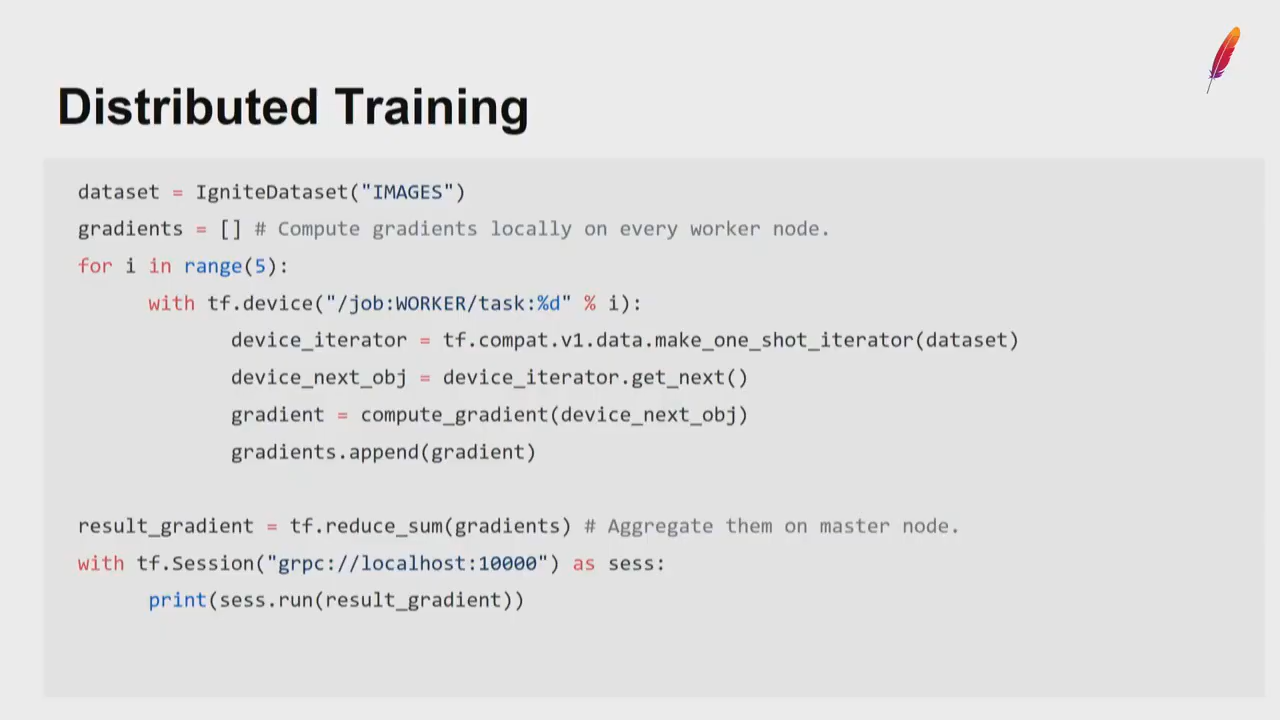 Distributed Training
dataset = IgniteDataset("IMAGES")
gradients = [] # Compute gradients locally on every worker node.
for i in range(5):
with tf.device("/job:WORKER/task:%d" % i):
device_iterator = tf.compat.v1.data.make_one_shot_iterator(dataset)
device_next_obj = device_iterator.get_next()
gradient = compute_gradient(device_next_obj)
gradients.append(gradient)
result_gradient = tf.reduce_sum(gradients) # Aggregate them on master node.
with tf.Session("grpc://localhost:10000") as sess:
print(sess.run(result_gradient))